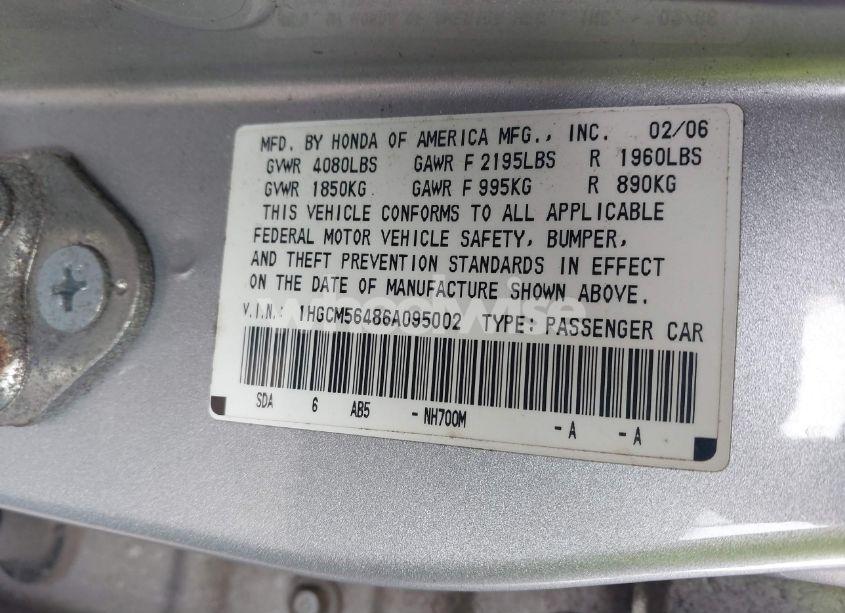 MFD. BY HONDA OF AMERICA MFG., INC. 02/06
GVWR 4080LBS GAWR F 2195LBS R 1960LBS
GVWR 1850KG GAWR F 995KG R 890KG
THIS VEHICLE CONFORMS TO ALL APPLICABLE
FEDERAL MOTOR VEHICLE SAFETY, BUMPER,
AND THEFT PREVENTION STANDARDS IN EFFECT
ON THE DATE OF MANUFACTURE SHOWN ABOVE.
wheelwise
V.I.N.: 1HGCM56486A095002 TYPE: PASSENGER CAR
SDA 6 AB5 - NH700M - A - A